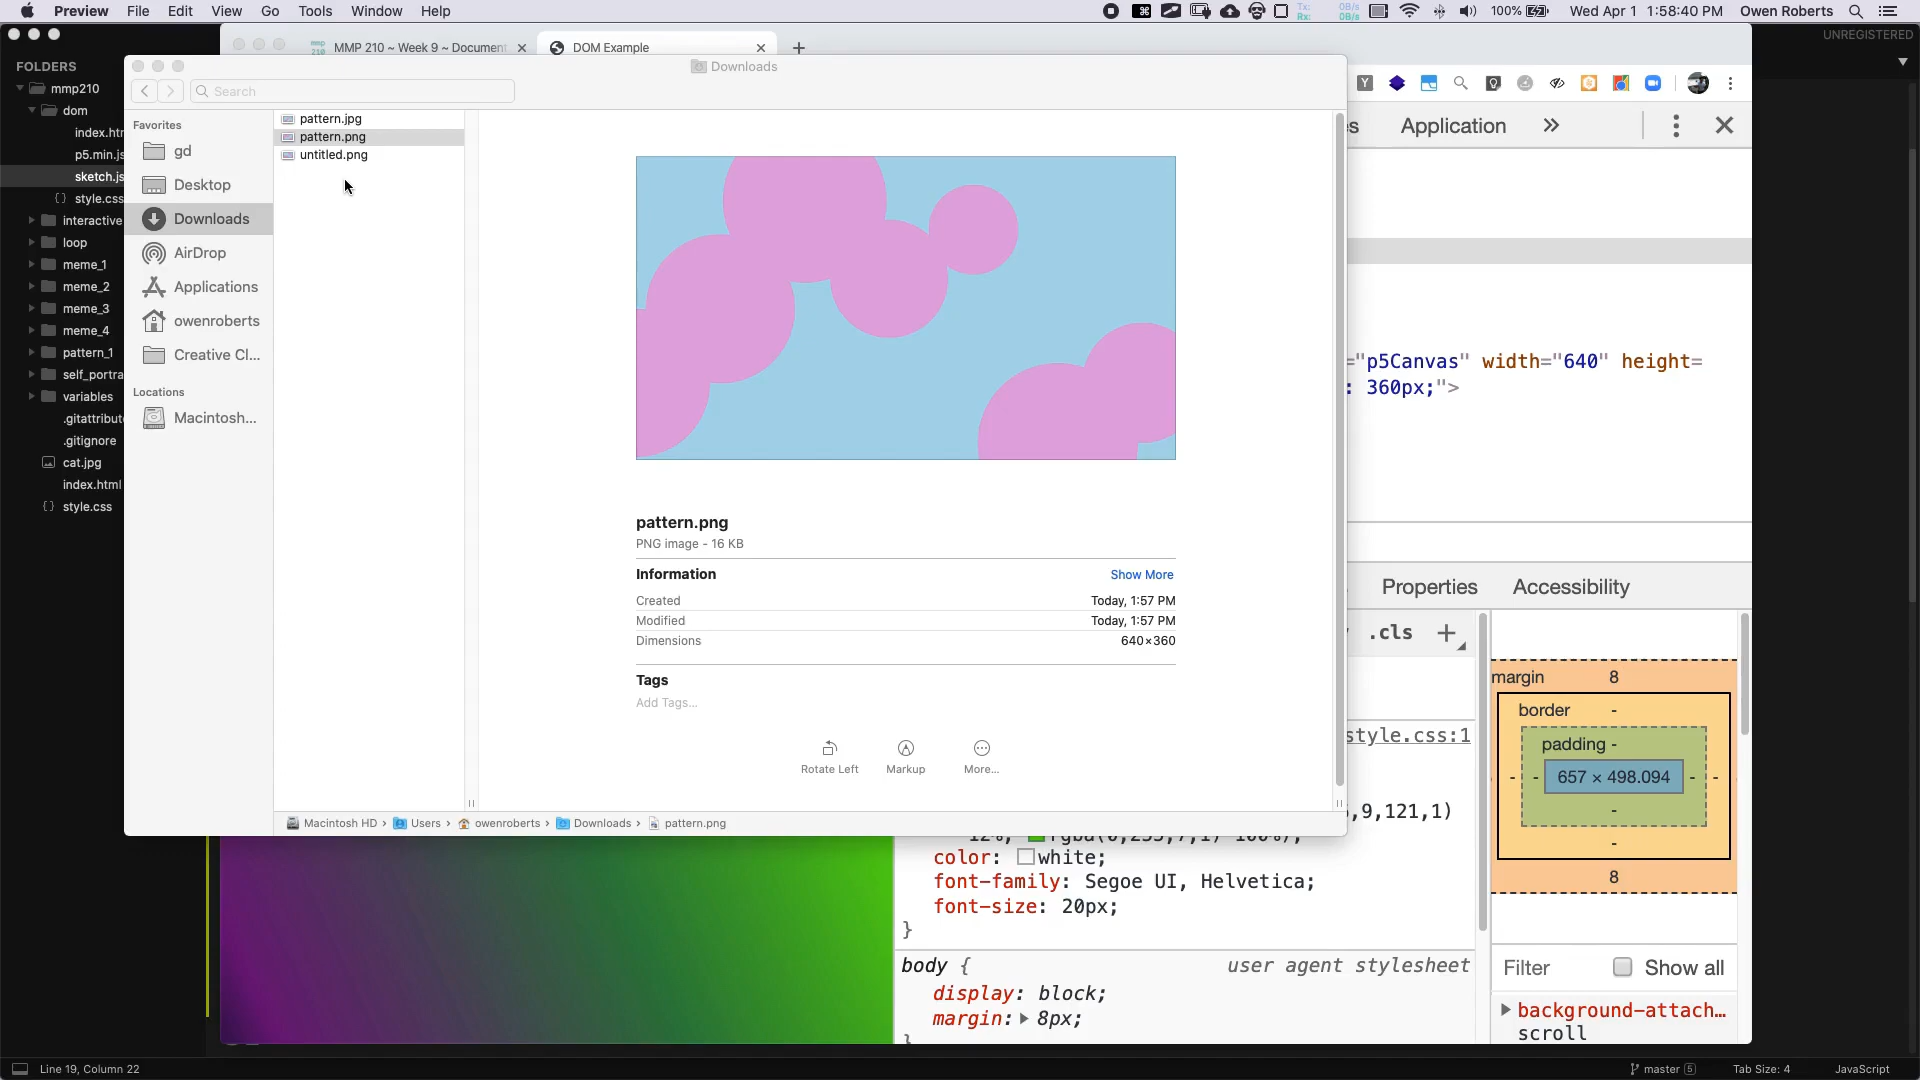 Preview File Edit View Go Tools Window Help
Tx: 0B/s
Rx: 0B/s
100%
Wed Apr 1 1:58:40 PM Owen Roberts
UNREGISTERED
MMP 210 ~ Week 9 ~ Documen
DOM Example
FOLDERS
mmp210
dom
index.htm
p5.min.js
sketch.js
style.css
interactive
loop
meme_1
meme_2
meme_3
meme_4
pattern_1
self_portra
variables
.gitattribut
.gitignore
cat.jpg
index.html
style.css
Downloads
Search
Favorites
gd
Desktop
Downloads
AirDrop
Applications
owenroberts
Creative Cl...
Locations
Macintosh...
pattern.jpg
pattern.png
untitled.png
pattern.png
PNG image - 16 KB
Information Show More
Created Today, 1:57 PM
Modified Today, 1:57 PM
Dimensions 640×360
Tags
Add Tags...
Rotate Left Markup More...
Macintosh HD › Users › owenroberts › Downloads › pattern.png
es Application »
="p5Canvas" width="640" height=
: 360px;">
Properties Accessibility
.cls
style.css:1
,9,121,1)
color: white;
font-family: Segoe UI, Helvetica;
font-size: 20px;
}
body { user agent stylesheet
display: block;
margin: 8px;
margin 8
border -
padding -
- - 657 × 498.094 - -
-
-
8
Filter Show all
background-attach…
scroll
Line 19, Column 22
master 5 Tab Size: 4 JavaScript